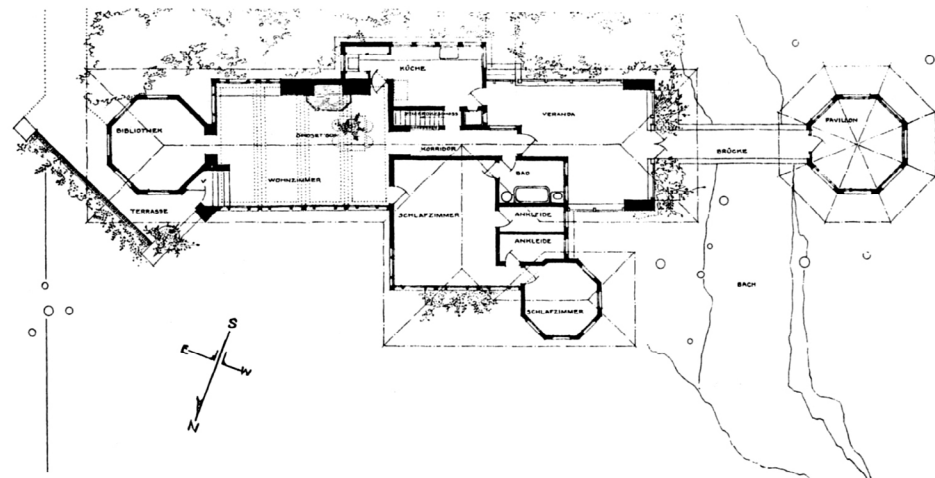 KÜCHE
BIBLIOTHEK
VERANDA
PAVILLON
KORRIDOR
BRÜCKE
WOHNZIMMER
BAD
TERRASSE
SCHLAFZIMMER
ANKLEIDE
ANKLEIDE
BACH
SCHLAFZIMMER
S
E
W
N